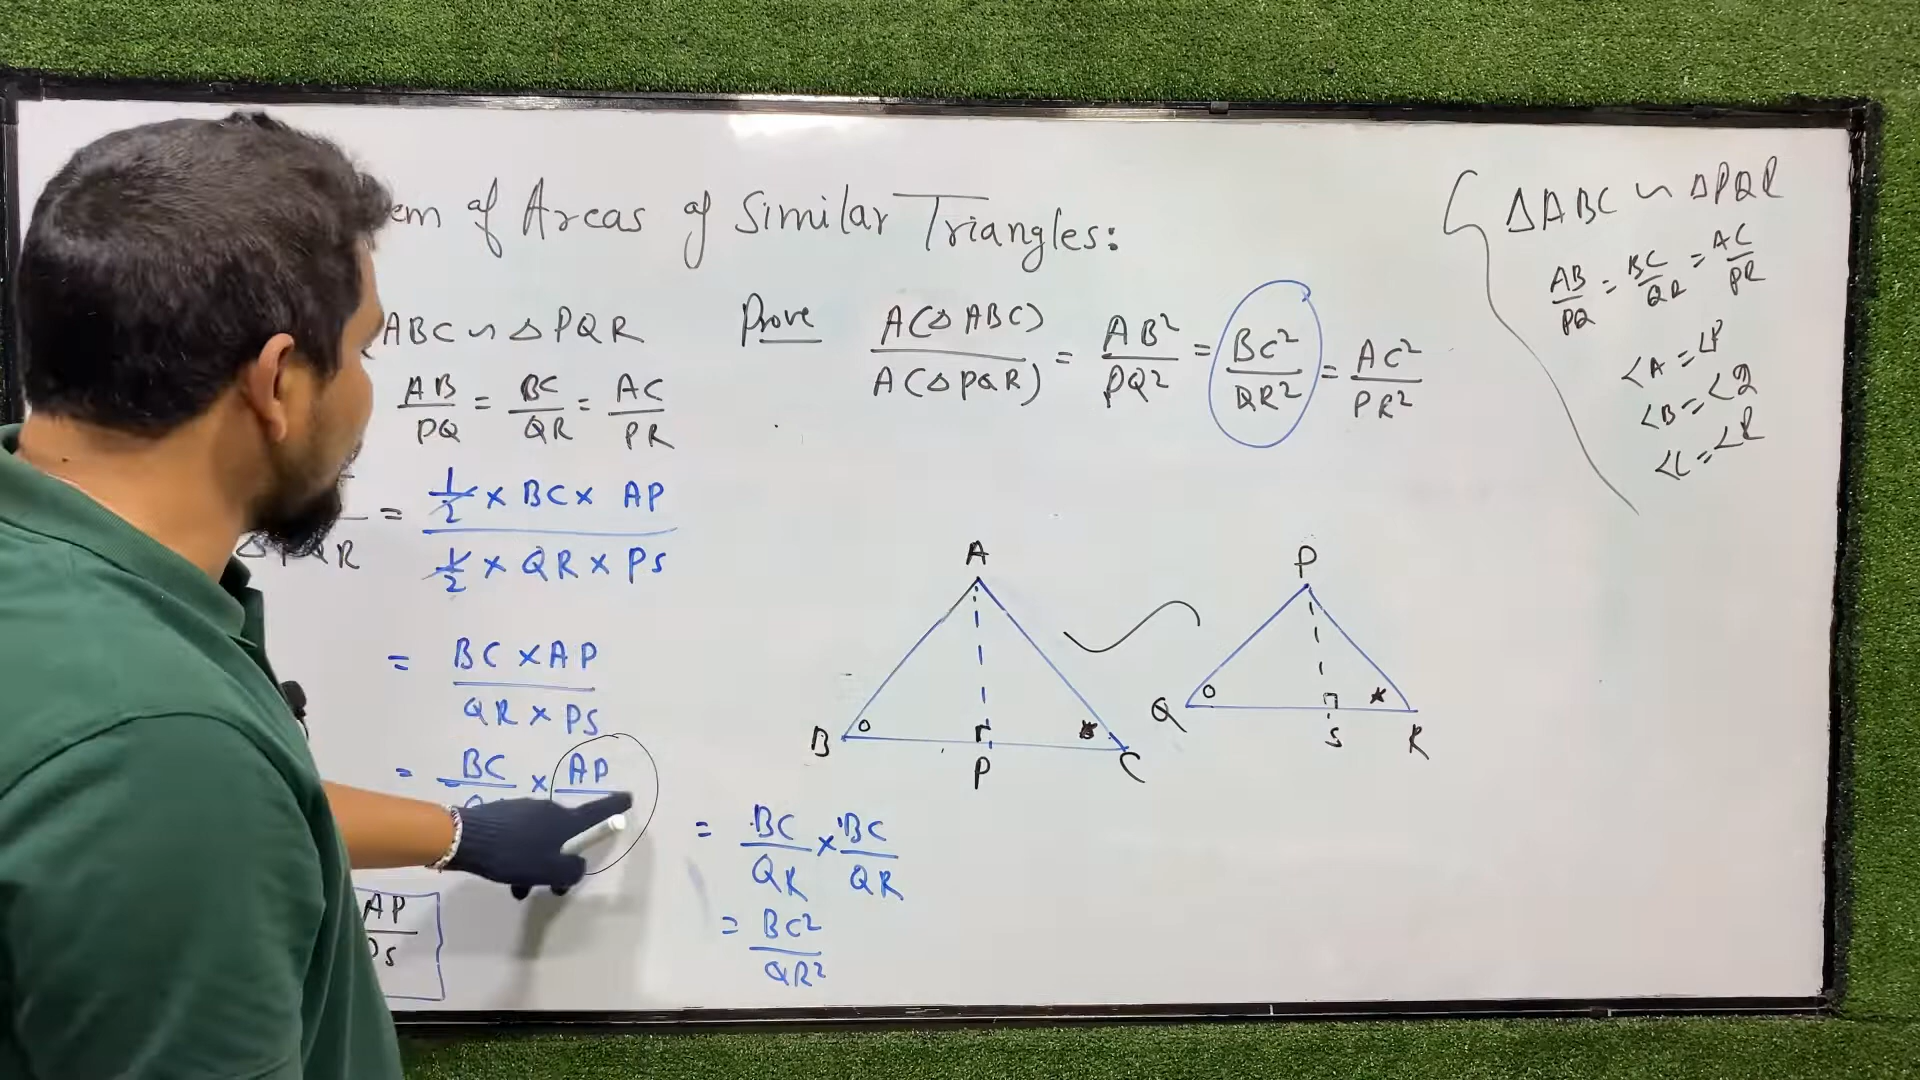 of Areas of Similar Triangles:
ABC ~ Δ PQR
AB/PQ = BC/QR = AC/PR
= 1/2 × BC × AP / 1/2 × QR × PS
Δ PQR
= BC × AP / QR × PS
= BC × AP
AP
Prove A(Δ ABC) / A(Δ PQR) = AB²/PQ² = BC²/QR² = AC²/PR²
A
B
P
C
P
Q
S
R
= BC/QR × BC/QR
= BC²/QR²
Δ ABC ~ Δ PQR
AB/PQ = BC/QR = AC/PR
∠A = ∠P
∠B = ∠Q
∠C = ∠R